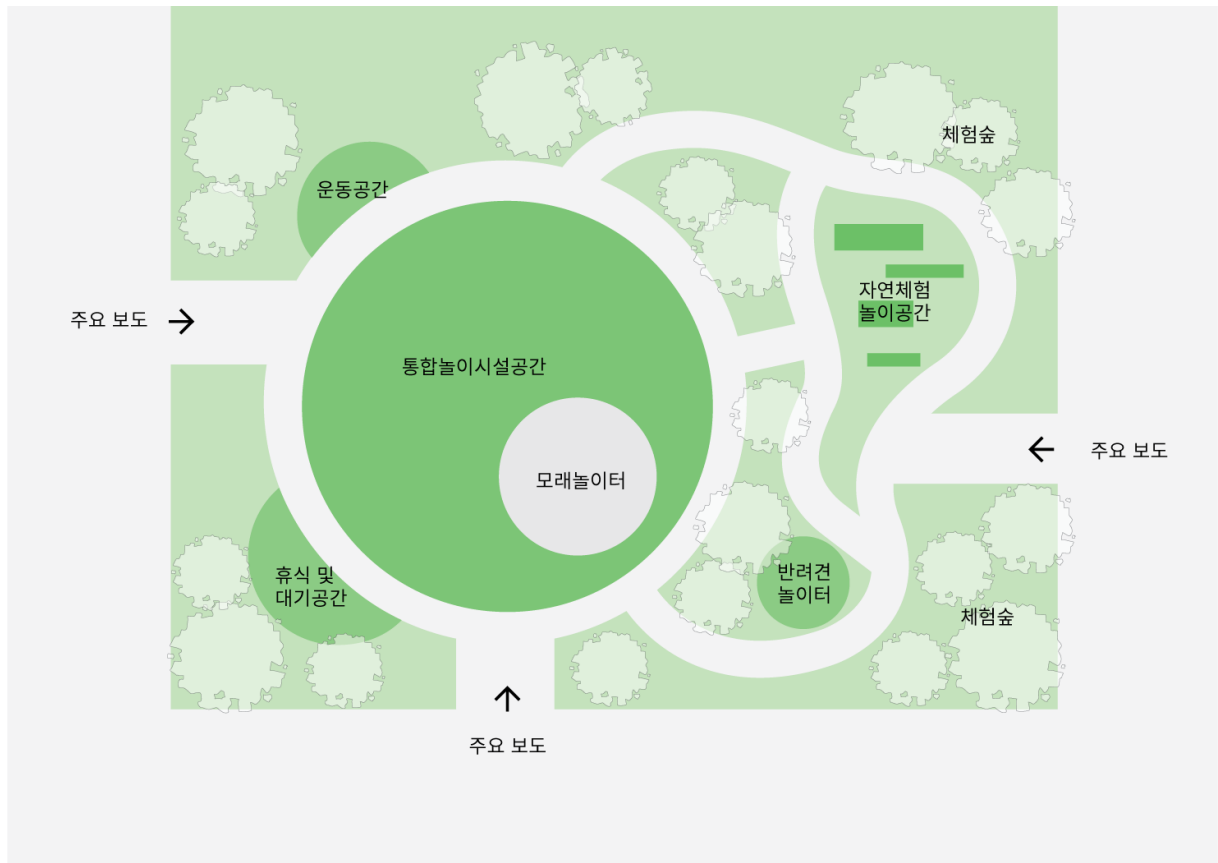 체험숲
운동공간
자연체험
놀이공간
주요 보도
통합놀이시설공간
주요 보도
모래놀이터
휴식 및
대기공간
반려견
놀이터
체험숲
주요 보도